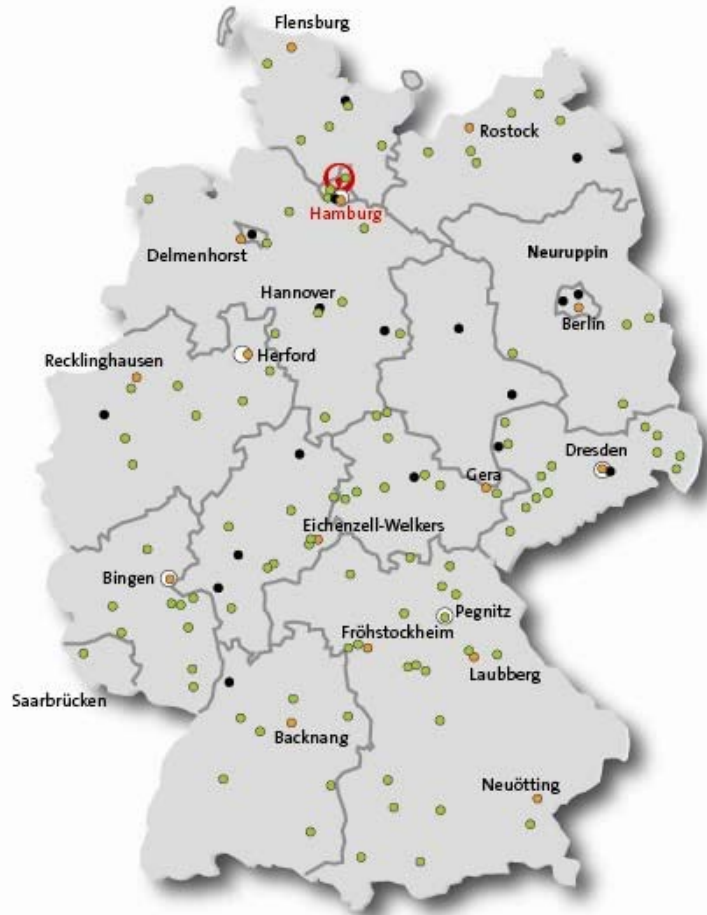 Flensburg
Rostock
Hamburg
Delmenhorst
Neuruppin
Hannover
Berlin
Herford
Recklinghausen
Dresden
Gera
Eichenzell-Welkers
Bingen
Pegnitz
Fröhstockheim
Laubberg
Saarbrücken
Backnang
Neuötting